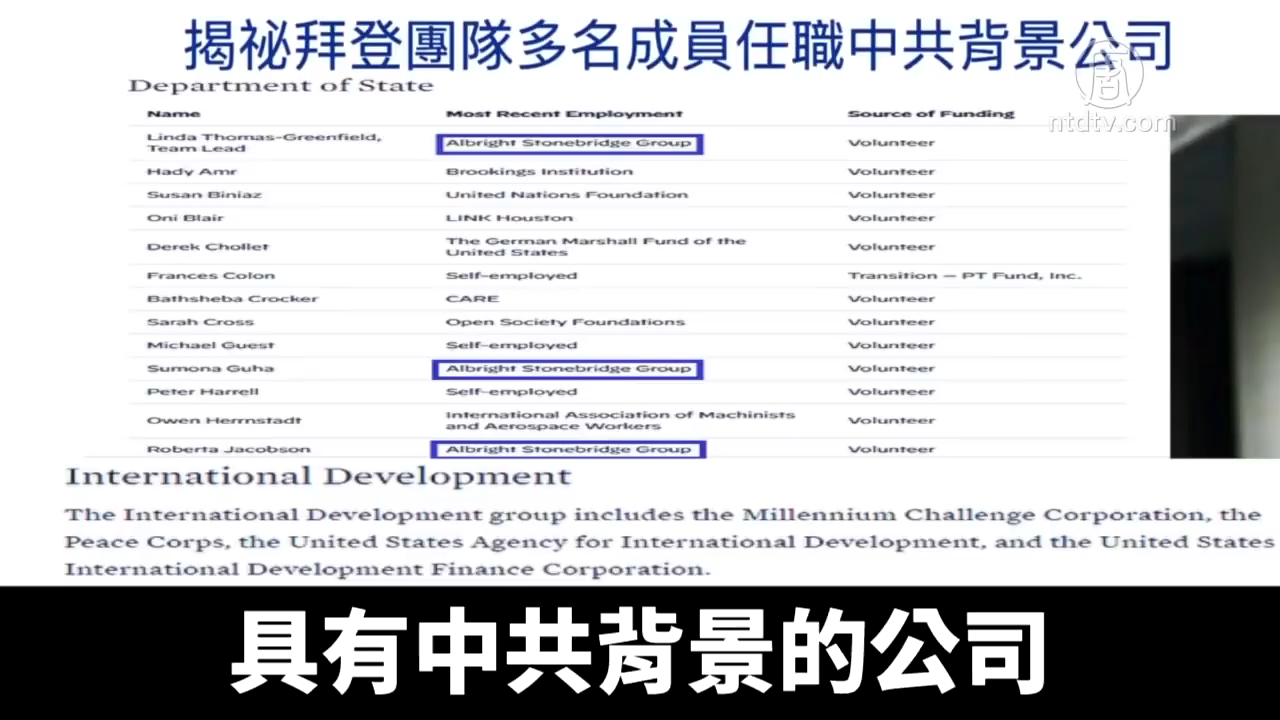 揭祕拜登團隊多名成員任職中共背景公司
Department of State
ntdtv.com
Name Most Recent Employment Source of Funding
Linda Thomas-Greenfield, Team Lead Albright Stonebridge Group Volunteer
Hady Amr Brookings Institution Volunteer
Susan Biniaz United Nations Foundation Volunteer
Oni Blair LINK Houston Volunteer
Derek Chollet The German Marshall Fund of the United States Volunteer
Frances Colon Self-employed Transition – PT Fund, Inc.
Bathsheba Crocker CARE Volunteer
Sarah Cross Open Society Foundations Volunteer
Michael Guest Self-employed Volunteer
Sumona Guha Albright Stonebridge Group Volunteer
Peter Harrell Self-employed Volunteer
Owen Herrnstadt International Association of Machinists and Aerospace Workers Volunteer
Roberta Jacobson Albright Stonebridge Group Volunteer
International Development
The International Development group includes the Millennium Challenge Corporation, the
Peace Corps, the United States Agency for International Development, and the United States
International Development Finance Corporation.
具有中共背景的公司